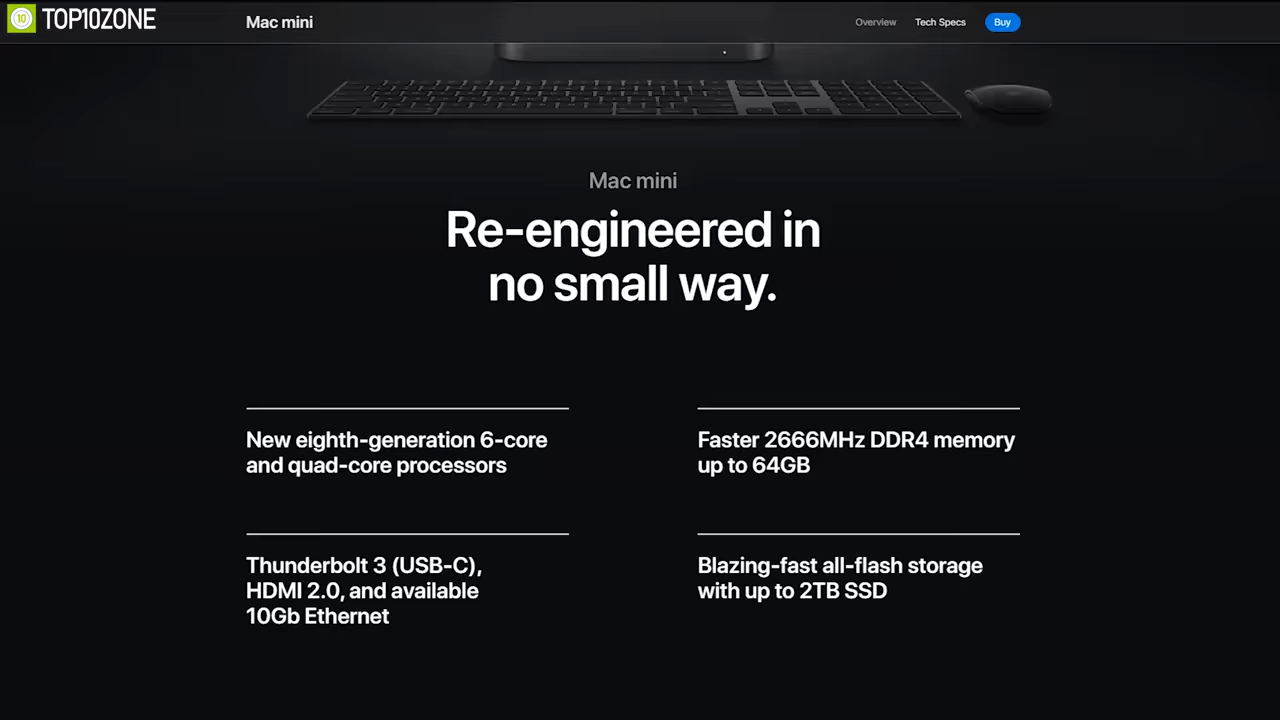 10 TOP10ZONE
Mac mini
Overview
Tech Specs
Buy
Mac mini
Re-engineered in
no small way.
New eighth-generation 6-core
and quad-core processors
Faster 2666MHz DDR4 memory
up to 64GB
Thunderbolt 3 (USB-C),
HDMI 2.0, and available
10Gb Ethernet
Blazing-fast all-flash storage
with up to 2TB SSD